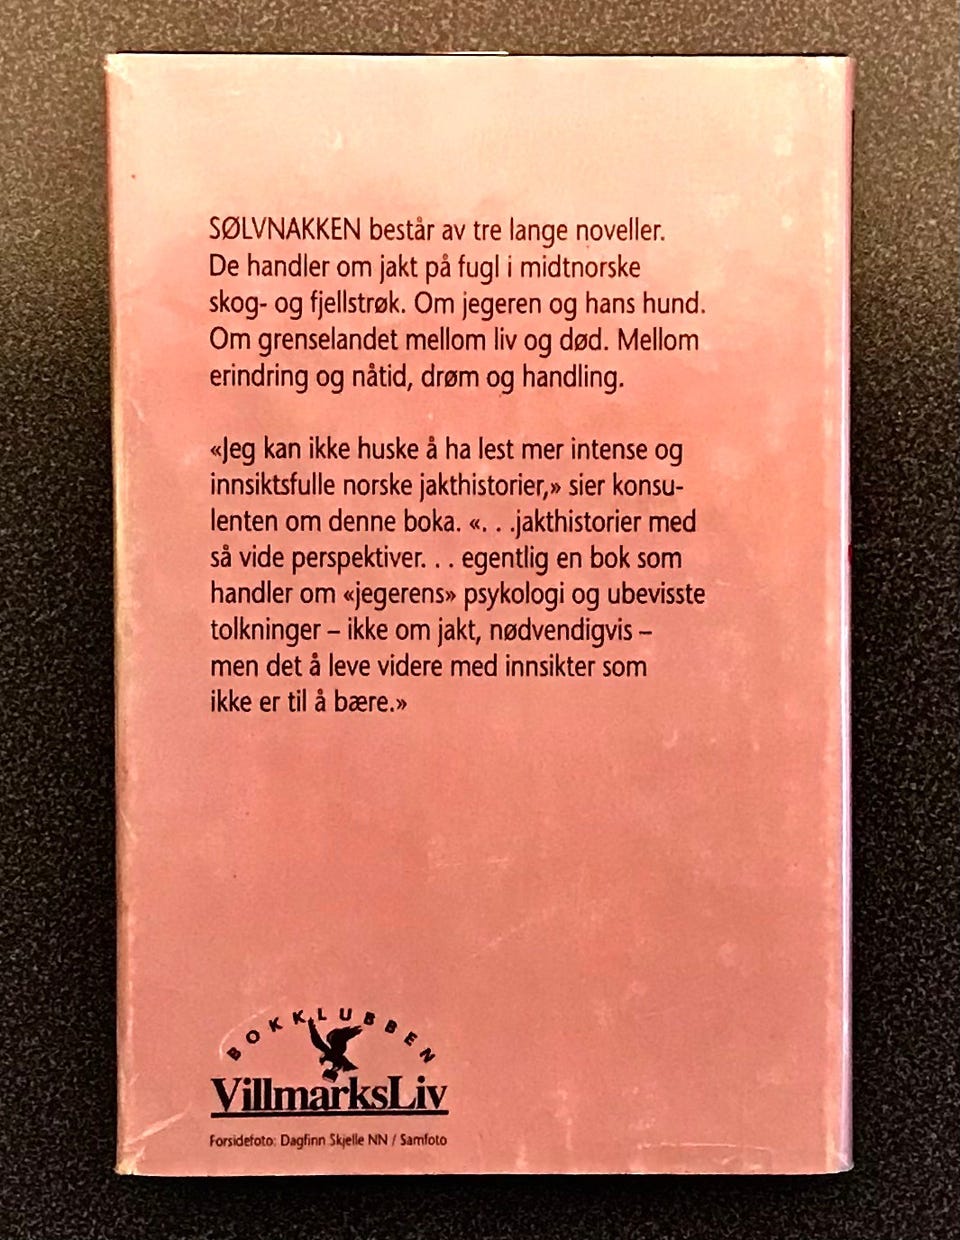 SØLVNAKKEN består av tre lange noveller.
De handler om jakt på fugl i midtnorske
skog- og fjellstrøk. Om jegeren og hans hund.
Om grenselandet mellom liv og død. Mellom
erindring og nåtid, drøm og handling.
«Jeg kan ikke huske å ha lest mer intense og
innsiktsfulle norske jakthistorier,» sier konsu-
lenten om denne boka. «. . .jakthistorier med
så vide perspektiver. . . egentlig en bok som
handler om «jegerens» psykologi og ubevisste
tolkninger – ikke om jakt, nødvendigvis –
men det å leve videre med innsikter som
ikke er til å bære.»
BOKKLUBBEN
VillmarksLiv
Forsidefoto: Dagfinn Skjelle NN / Samfoto